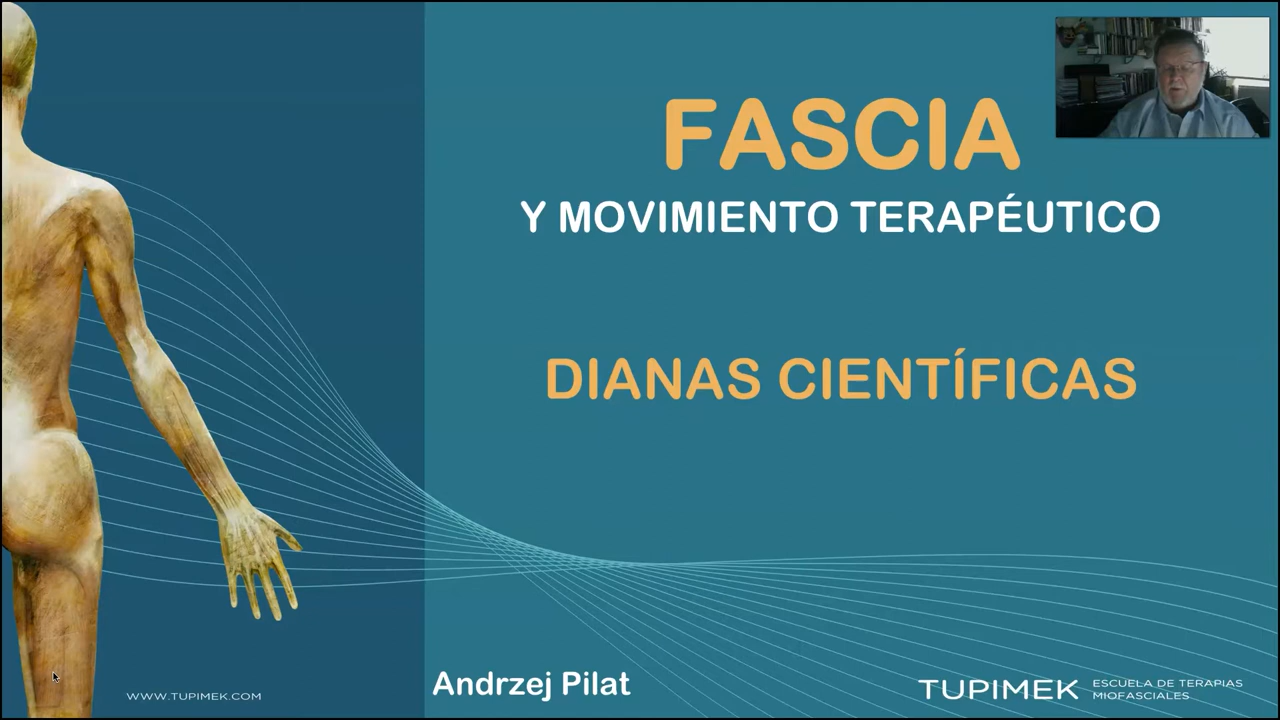 FASCIA
Y MOVIMIENTO TERAPÉUTICO
DIANAS CIENTÍFICAS
Andrzej Pilat
WWW.TUPIMEK.COM
TUPIMEK
ESCUELA DE TERAPIAS
MIOFASCIALES